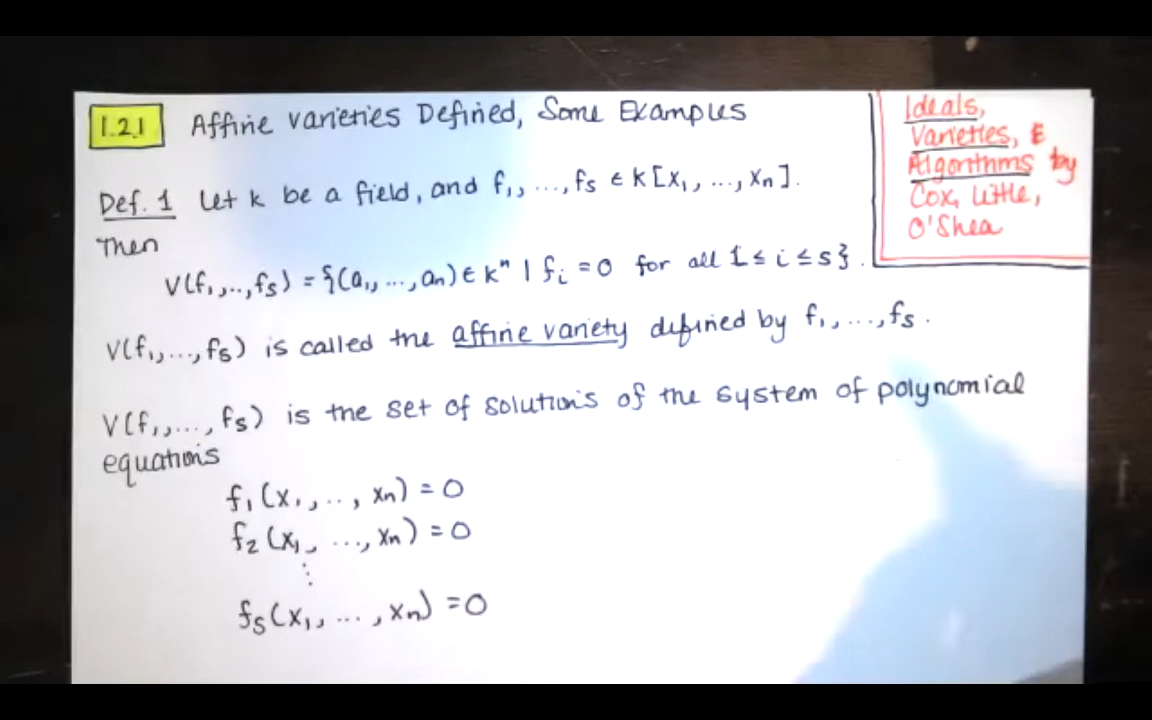 1.2.1 Affine varieties Defined, Some Examples
Ideals,
Varieties, &
Algorithms by
Cox, Little,
O'Shea
Def. 1 Let k be a field, and f₁, ..., fs ∈ k[x₁, ..., xn].
Then
V(f₁,..,fs) = {(a₁, ..., an) ∈ kⁿ | fi = 0 for all 1 ≤ i ≤ s}.
V(f₁, ..., fs) is called the affine variety defined by f₁, ..., fs.
V(f₁, ..., fs) is the set of solutions of the system of polynomial
equations
f₁(x₁, .., xn) = 0
f₂(x₁, ..., xn) = 0
⋮
fs(x₁, ..., xn) = 0